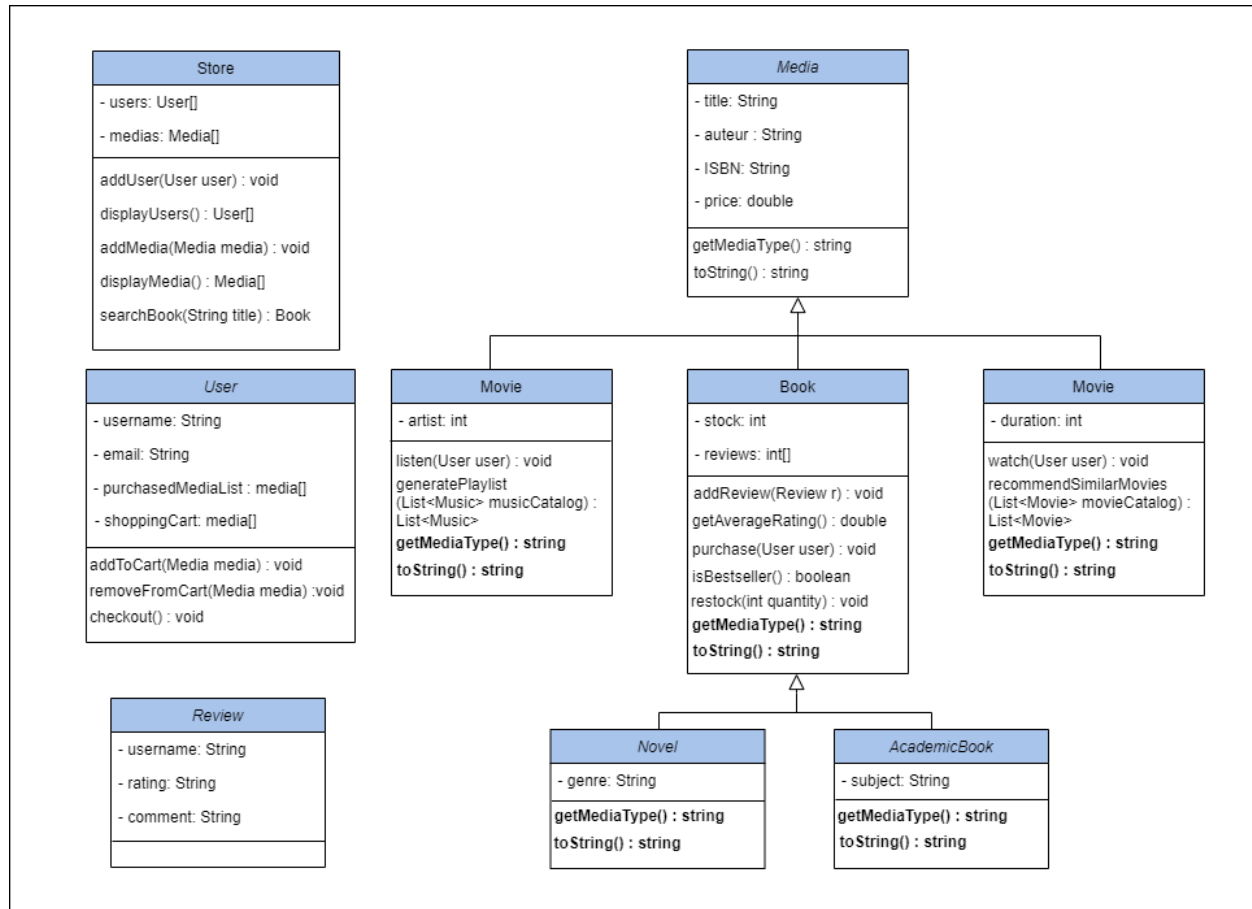 Store
- users: User[]
- medias: Media[]
addUser(User user) : void
displayUsers() : User[]
addMedia(Media media) : void
displayMedia() : Media[]
searchBook(String title) : Book
Media
- title: String
- auteur : String
- ISBN: String
- price: double
getMediaType() : string
toString() : string
User
- username: String
- email: String
- purchasedMediaList : media[]
- shoppingCart: media[]
addToCart(Media media) : void
removeFromCart(Media media) :void
checkout() : void
Movie
- artist: int
listen(User user) : void
generatePlaylist
(List<Music> musicCatalog) :
List<Music>
getMediaType() : string
toString() : string
Book
- stock: int
- reviews: int[]
addReview(Review r) : void
getAverageRating() : double
purchase(User user) : void
isBestseller() : boolean
restock(int quantity) : void
getMediaType() : string
toString() : string
Movie
- duration: int
watch(User user) : void
recommendSimilarMovies
(List<Movie> movieCatalog) :
List<Movie>
getMediaType() : string
toString() : string
Review
- username: String
- rating: String
- comment: String
Novel
- genre: String
getMediaType() : string
toString() : string
AcademicBook
- subject: String
getMediaType() : string
toString() : string